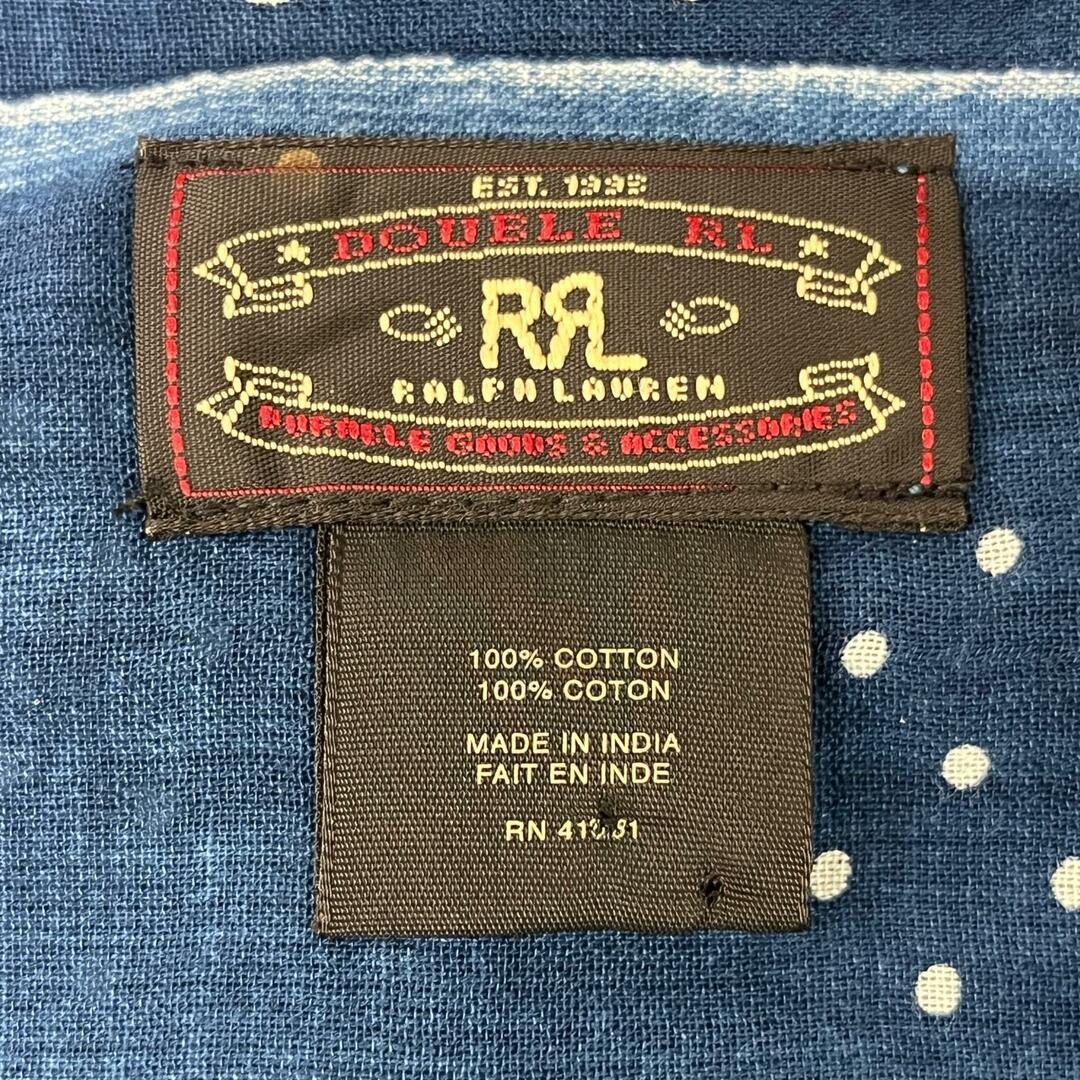 EST. 1993
DOUBLE RL
RRL
RALPH LAUREN
DURABLE GOODS & ACCESSORIES
100% COTTON
100% COTON
MADE IN INDIA
FAIT EN INDE
RN